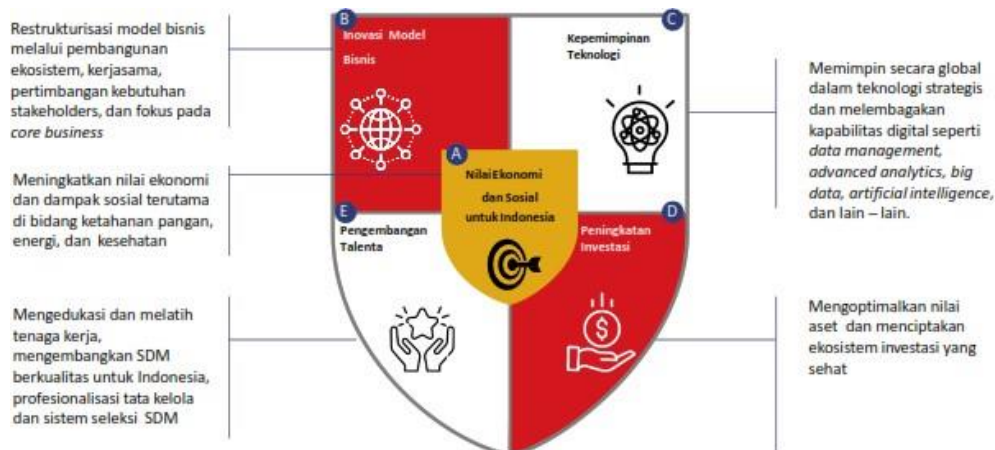 Restrukturisasi model bisnis
melalui pembangunan
ekosistem, kerjasama,
pertimbangan kebutuhan
stakeholders, dan fokus pada
core business
Meningkatkan nilai ekonomi
dan dampak sosial terutama
di bidang ketahanan pangan,
energi, dan kesehatan
Mengedukasi dan melatih
tenaga kerja,
mengembangkan SDM
berkualitas untuk Indonesia,
profesionalisasi tata kelola
dan sistem seleksi SDM
B
Inovasi Model
Bisnis
C
Kepemimpinan
Teknologi
A
Nilai Ekonomi
dan Sosial
untuk Indonesia
E
Pengembangan
Talenta
D
Peningkatan
Investasi
$
Memimpin secara global
dalam teknologi strategis
dan melembagakan
kapabilitas digital seperti
data management,
advanced analytics, big
data, artificial intelligence,
dan lain – lain.
Mengoptimalkan nilai
aset dan menciptakan
ekosistem investasi yang
sehat